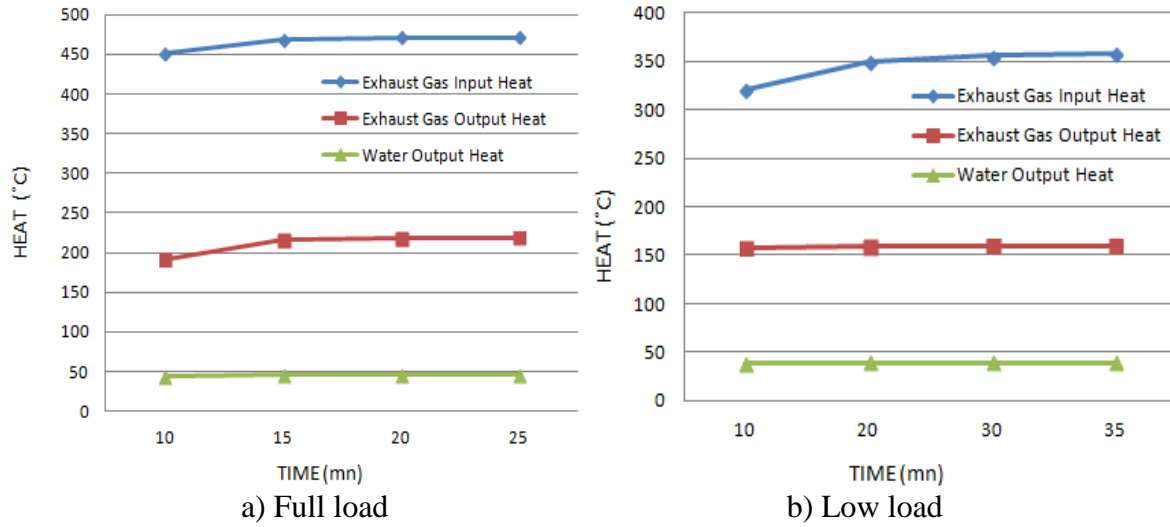 500
450
400
350
300
250
200
150
100
50
0
HEAT (˚C)
Exhaust Gas Input Heat
Exhaust Gas Output Heat
Water Output Heat
10 15 20 25
TIME (mn)
a) Full load
400
350
300
250
200
150
100
50
0
HEAT (˚C)
Exhaust Gas Input Heat
Exhaust Gas Output Heat
Water Output Heat
10 20 30 35
TIME (mn)
b) Low load